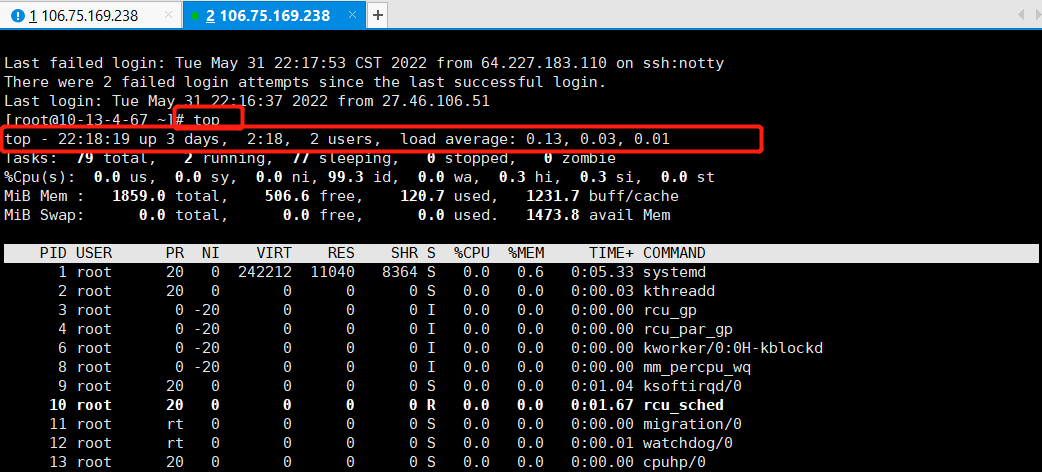 1 106.75.169.238 × 2 106.75.169.238 × +
Last failed login: Tue May 31 22:17:53 CST 2022 from 64.227.183.110 on ssh:notty
There were 2 failed login attempts since the last successful login.
Last login: Tue May 31 22:16:37 2022 from 27.46.106.51
[root@10-13-4-67 ~]# top
top - 22:18:19 up 3 days,  2:18,  2 users,  load average: 0.13, 0.03, 0.01
Tasks:  79 total,   2 running,  77 sleeping,   0 stopped,   0 zombie
%Cpu(s):  0.0 us,  0.0 sy,  0.0 ni, 99.3 id,  0.0 wa,  0.3 hi,  0.3 si,  0.0 st
MiB Mem :   1859.0 total,    506.6 free,    120.7 used,   1231.7 buff/cache
MiB Swap:      0.0 total,      0.0 free,      0.0 used.   1473.8 avail Mem
PID USER      PR  NI    VIRT    RES    SHR S  %CPU  %MEM     TIME+ COMMAND
1 root      20   0  242212  11040   8364 S   0.0   0.6   0:05.33 systemd
2 root      20   0       0      0      0 S   0.0   0.0   0:00.03 kthreadd
3 root       0 -20       0      0      0 I   0.0   0.0   0:00.00 rcu_gp
4 root       0 -20       0      0      0 I   0.0   0.0   0:00.00 rcu_par_gp
6 root       0 -20       0      0      0 I   0.0   0.0   0:00.00 kworker/0:0H-kblockd
8 root       0 -20       0      0      0 I   0.0   0.0   0:00.00 mm_percpu_wq
9 root      20   0       0      0      0 S   0.0   0.0   0:01.04 ksoftirqd/0
10 root      20   0       0      0      0 R   0.0   0.0   0:01.67 rcu_sched
11 root      rt   0       0      0      0 S   0.0   0.0   0:00.00 migration/0
12 root      rt   0       0      0      0 S   0.0   0.0   0:00.01 watchdog/0
13 root      20   0       0      0      0 S   0.0   0.0   0:00.00 cpuhp/0